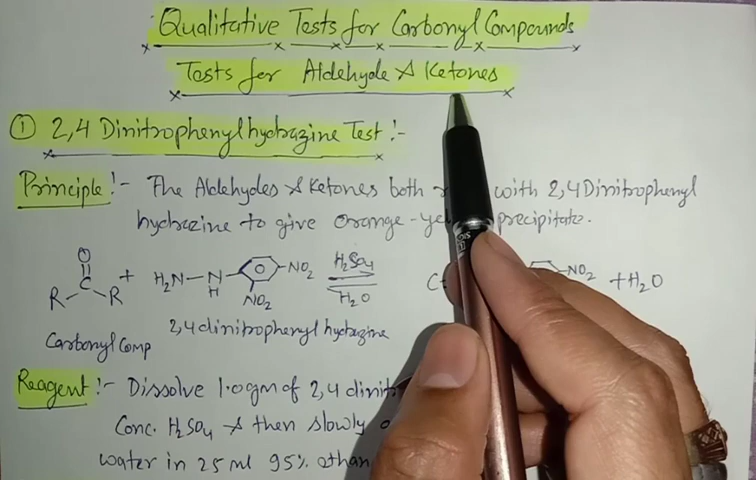 Qualitative Tests for Carbonyl Compounds
Tests for Aldehyde & Ketones
① 2,4 Dinitrophenylhydrazine Test :-
Principle :- The Aldehydes & Ketones both with 2,4 Dinitrophenyl
hydrazine to give orange-ye precipitate.
O
R-C-R + H2N-N-H NO2 NO2 H2SO4 H2O C NO2 + H2O
Carbonyl Comp 2,4 dinitrophenyl hydrazine
Reagent :- Dissolve 1.0 gm of 2,4 dinit
Conc. H2SO4 & then slowly
water in 25 ml 95% ethan